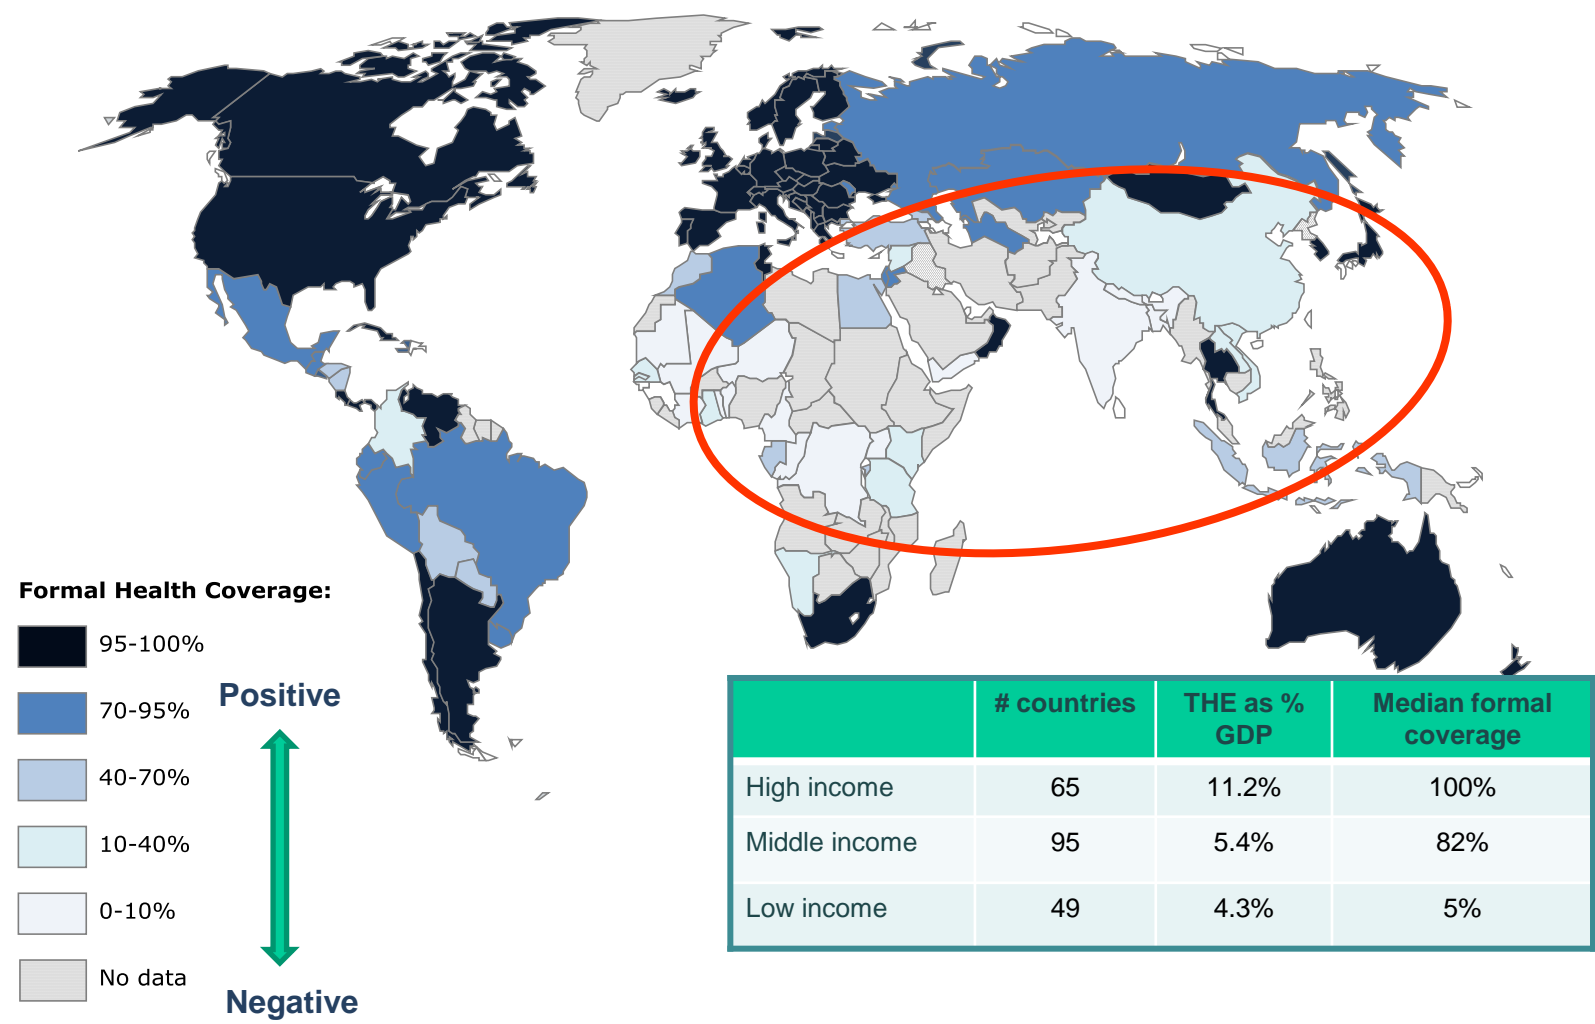 Formal Health Coverage:
95-100%
70-95%
40-70%
10-40%
0-10%
No data
Positive
Negative
# countries THE as % GDP Median formal coverage
High income 65 11.2% 100%
Middle income 95 5.4% 82%
Low income 49 4.3% 5%